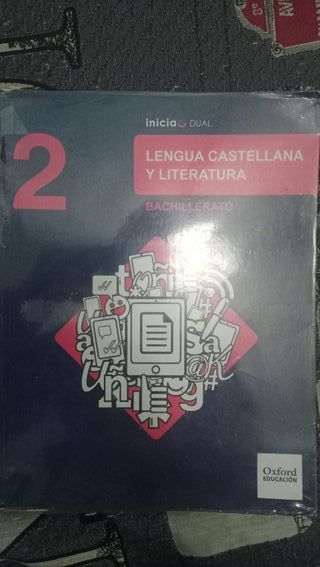 inicia DUAL
2
LENGUA CASTELLANA
Y LITERATURA
BACHILLERATO
Oxford
EDUCACIÓN